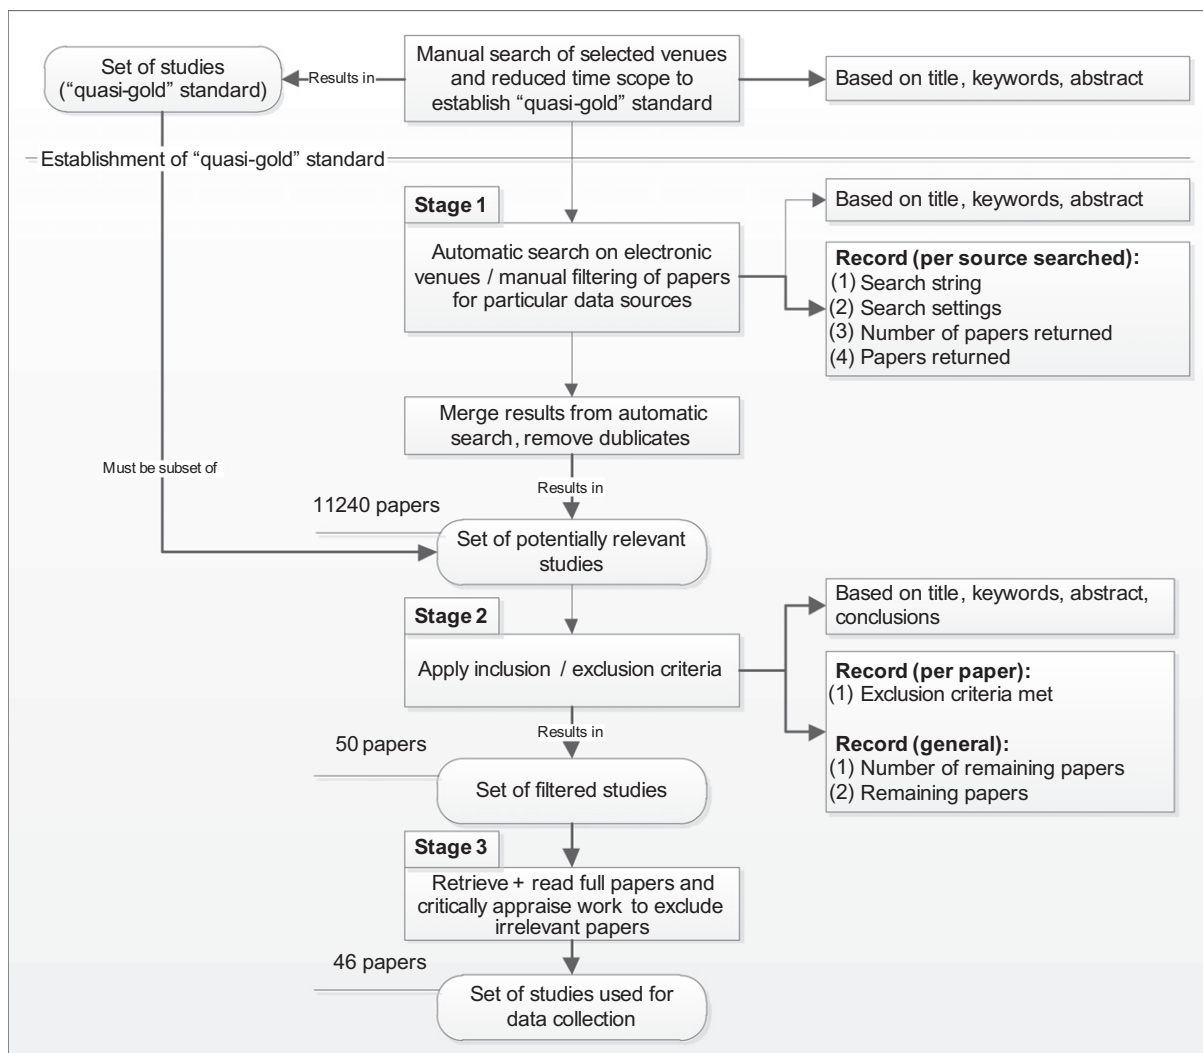 Set of studies
("quasi-gold" standard)
Results in
Manual search of selected venues
and reduced time scope to
establish "quasi-gold" standard
Based on title, keywords, abstract
Establishment of "quasi-gold" standard
Stage 1
Automatic search on electronic
venues / manual filtering of papers
for particular data sources
Based on title, keywords, abstract
Record (per source searched):
(1) Search string
(2) Search settings
(3) Number of papers returned
(4) Papers returned
Merge results from automatic
search, remove dublicates
Must be subset of
Results in
11240 papers
Set of potentially relevant
studies
Stage 2
Apply inclusion / exclusion criteria
Based on title, keywords, abstract,
conclusions
Record (per paper):
(1) Exclusion criteria met
Record (general):
(1) Number of remaining papers
(2) Remaining papers
Results in
50 papers
Set of filtered studies
Stage 3
Retrieve + read full papers and
critically appraise work to exclude
irrelevant papers
46 papers
Set of studies used for
data collection